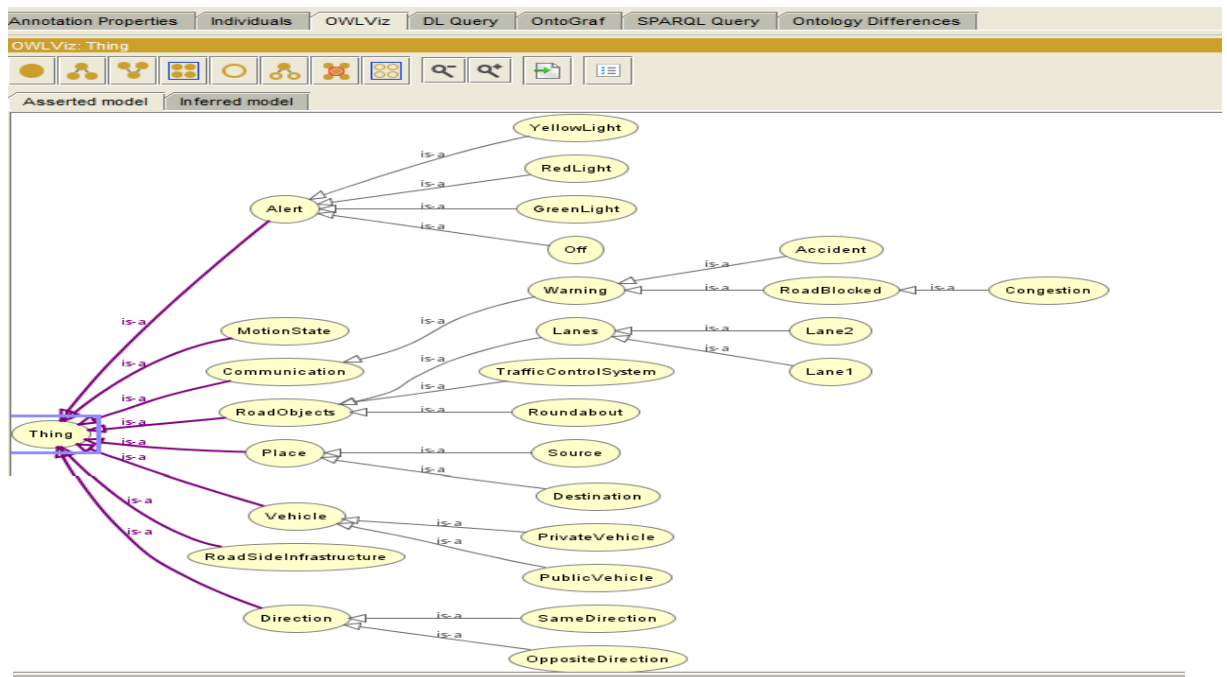 Annotation Properties Individuals OWLViz DL Query OntoGraf SPARQL Query Ontology Differences
OWLViz: Thing
Asserted model Inferred model
YellowLight
is-a
RedLight
is-a
Alert is-a GreenLight
is-a
Off Accident
is-a
Warning is-a RoadBlocked is-a Congestion
is-a MotionState is-a Lanes is-a Lane2
is-a
is-a Communication is-a TrafficControlSystem Lane1
is-a
is-a RoadObjects is-a Roundabout
is-a
Thing is-a Place is-a Source
is-a
is-a
Destination
is-a
Vehicle is-a PrivateVehicle
is-a
is-a
RoadSideInfrastructure
PublicVehicle
Direction is-a SameDirection
is-a
OppositeDirection